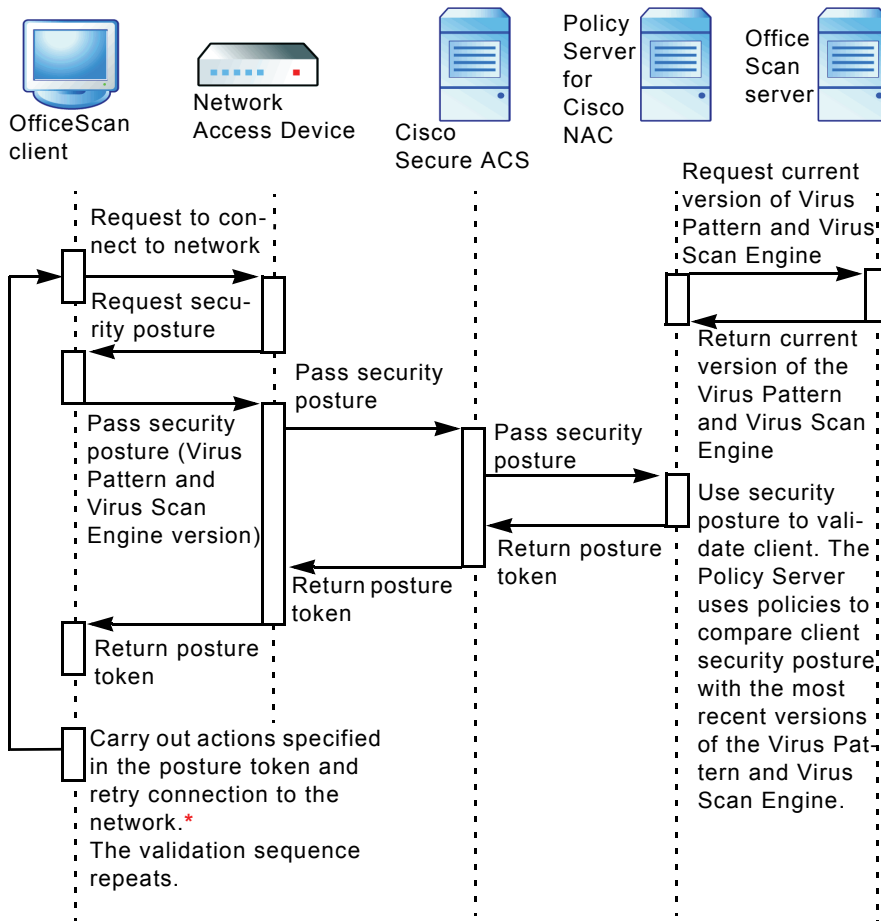 OfficeScan
client
Network
Access Device
Cisco
Secure ACS
Policy
Server
for
Cisco
NAC
Office
Scan
server
Request current
version of Virus
Pattern and Virus
Scan Engine
Request to con-
nect to network
Request secu-
rity posture
Return current
version of the
Virus Pattern
and Virus Scan
Engine
Pass security
posture
Pass security
posture (Virus
Pattern and
Virus Scan
Engine version)
Pass security
posture
Use security
posture to vali-
date client. The
Policy Server
uses policies to
compare client
security posture
with the most
recent versions
of the Virus Pat-
tern and Virus
Scan Engine.
Return posture
token
Return posture
token
Return posture
token
Carry out actions specified
in the posture token and
retry connection to the
network.*
The validation sequence
repeats.